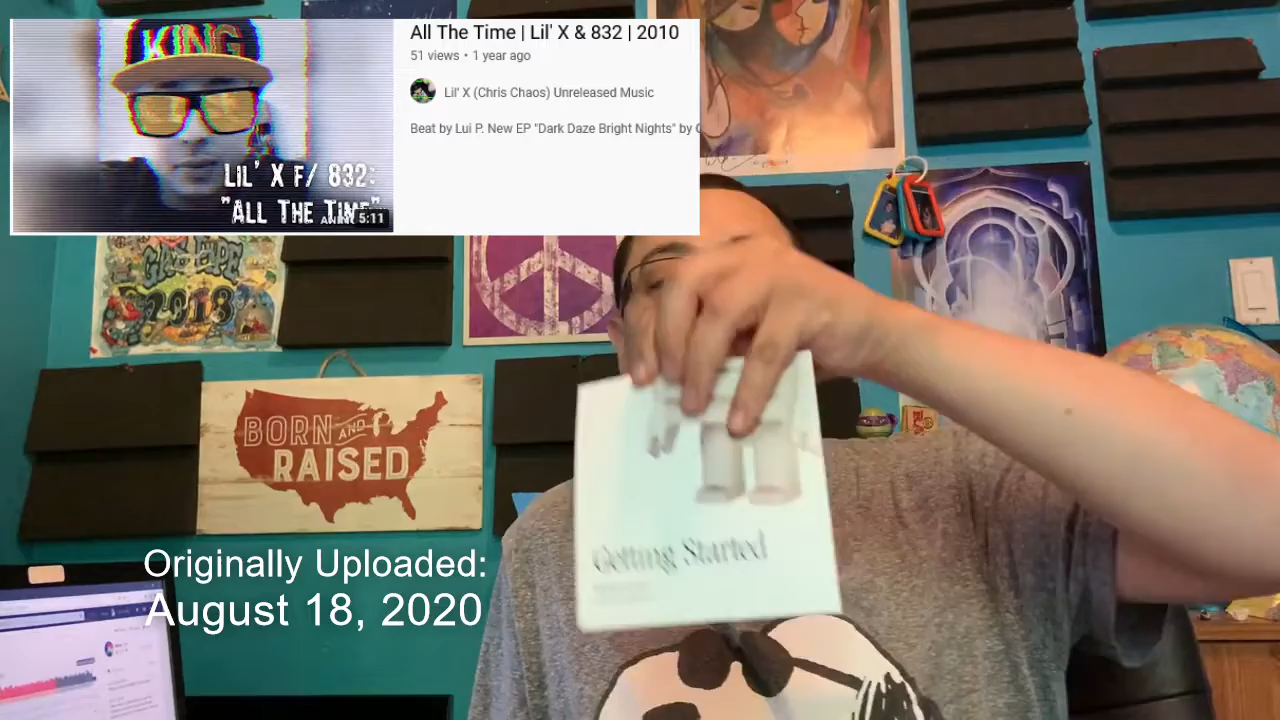 KING
LIL' X F/ 832:
"ALL THE TIME"
5:11
All The Time | Lil' X & 832 | 2010
51 views • 1 year ago
Lil' X (Chris Chaos) Unreleased Music
Beat by Lui P. New EP "Dark Daze Bright Nights" by
2018
BORN AND
RAISED
Getting Started
Originally Uploaded:
August 18, 2020